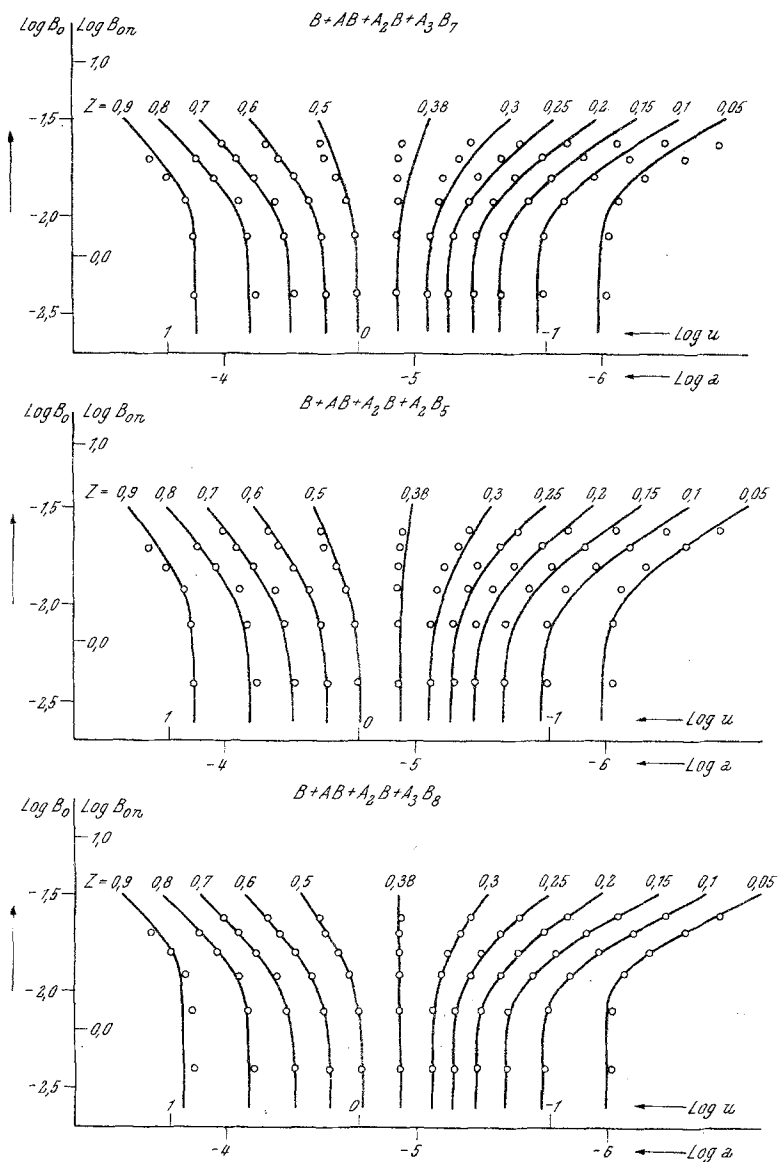 B+AB+A₂B+A₃B₇
Log B₀ Log B₀ₙ
1,0
Z= 0,9 0,8 0,7 0,6 0,5 0,38 0,3 0,25 0,2 0,15 0,1 0,05
-1,5
-2,0
0,0
-2,5
1 0 -1 Log u
-4 -5 -6 Log a
B+AB+A₂B+A₂B₅
Log B₀ Log B₀ₙ
1,0
Z= 0,9 0,8 0,7 0,6 0,5 0,38 0,3 0,25 0,2 0,15 0,1 0,05
-1,5
-2,0
0,0
-2,5
1 0 -1 Log u
-4 -5 -6 Log a
B+AB+A₂B+A₃B₈
Log B₀ Log B₀ₙ
1,0
Z= 0,9 0,8 0,7 0,6 0,5 0,38 0,3 0,25 0,2 0,15 0,1 0,05
-1,5
-2,0
0,0
-2,5
1 0 -1 Log u
-4 -5 -6 Log a